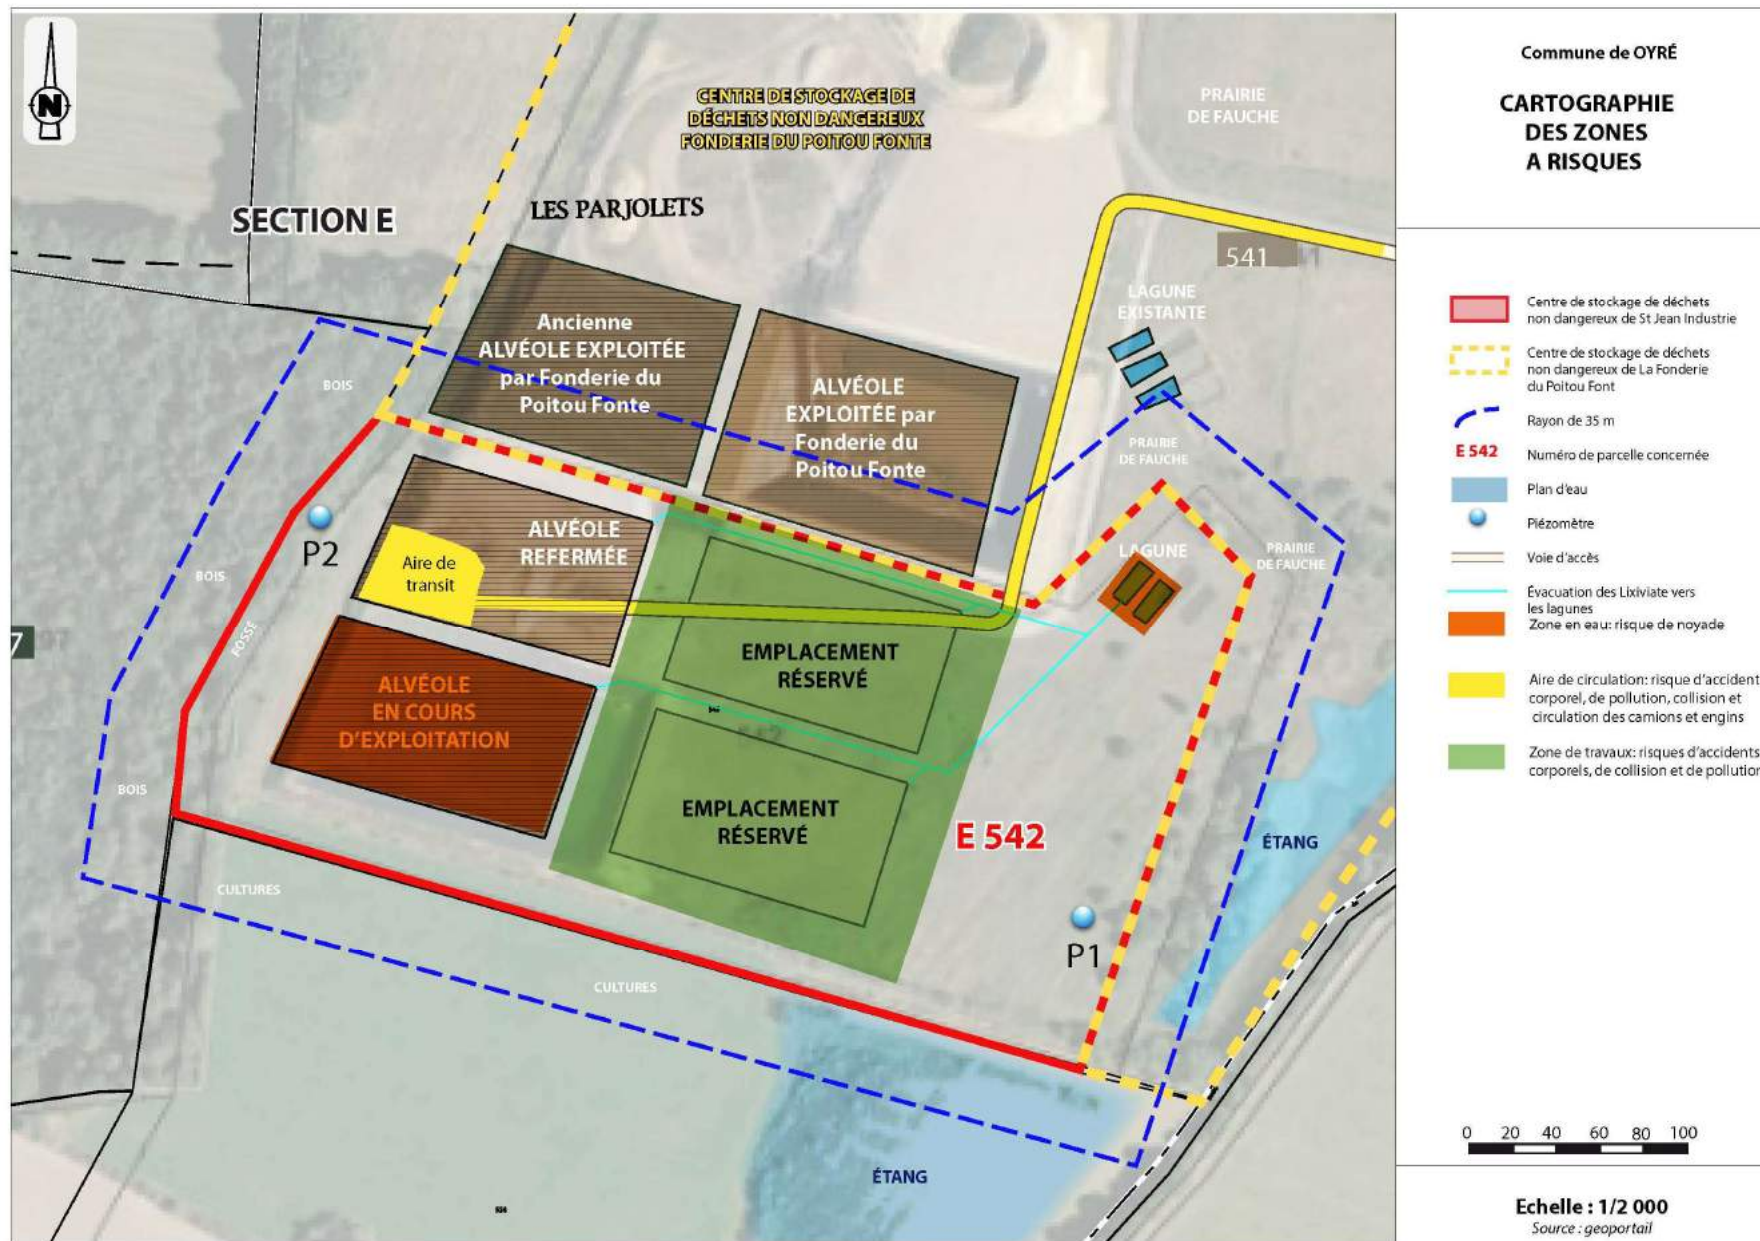 N
CENTRE DE STOCKAGE DE
DÉCHETS NON DANGEREUX
FONDERIE DU POITOU FONTE
PRAIRIE
DE FAUCHE
SECTION E
LES PARJOLETS
541
LAGUNE
EXISTANTE
Ancienne
ALVÉOLE EXPLOITÉE
par Fonderie du
Poitou Fonte
ALVÉOLE
EXPLOITÉE par
Fonderie du
Poitou Fonte
BOIS
PRAIRIE
DE FAUCHE
P2
ALVÉOLE
REFERMÉE
Aire de
transit
LAGUNE
PRAIRIE
DE FAUCHE
BOIS
FOSSÉ
7
EMPLACEMENT
RÉSERVÉ
ALVÉOLE
EN COURS
D'EXPLOITATION
542
BOIS
EMPLACEMENT
RÉSERVÉ
E 542
ÉTANG
CULTURES
P1
CULTURES
ÉTANG
Commune de OYRÉ
CARTOGRAPHIE
DES ZONES
A RISQUES
Centre de stockage de déchets
non dangereux de St Jean Industrie
Centre de stockage de déchets
non dangereux de La Fonderie
du Poitou Font
Rayon de 35 m
E 542 Numéro de parcelle concernée
Plan d'eau
Piézomètre
Voie d'accès
Évacuation des Lixiviate vers
les lagunes
Zone en eau: risque de noyade
Aire de circulation: risque d'accident
corporel, de pollution, collision et
circulation des camions et engins
Zone de travaux: risques d'accidents
corporels, de collision et de pollution
0 20 40 60 80 100
Echelle : 1/2 000
Source : geoportail